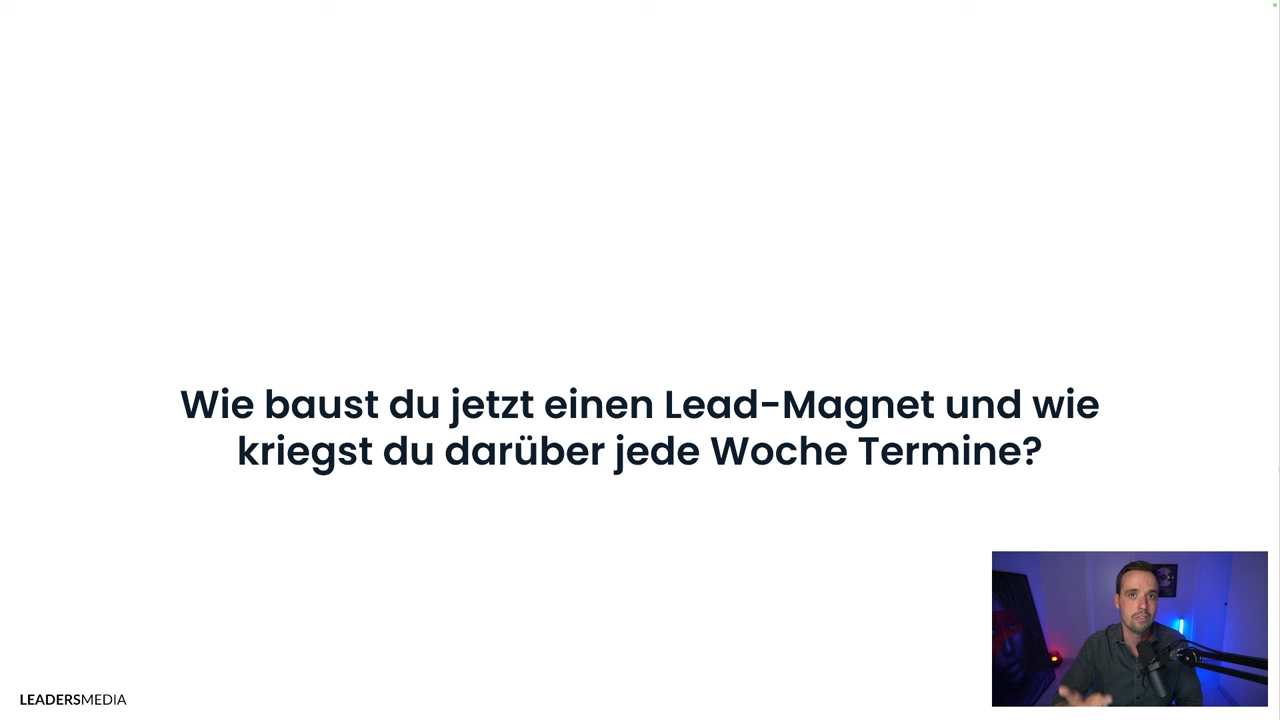 Wie baust du jetzt einen Lead-Magnet und wie
kriegst du darüber jede Woche Termine?
LEADERSMEDIA